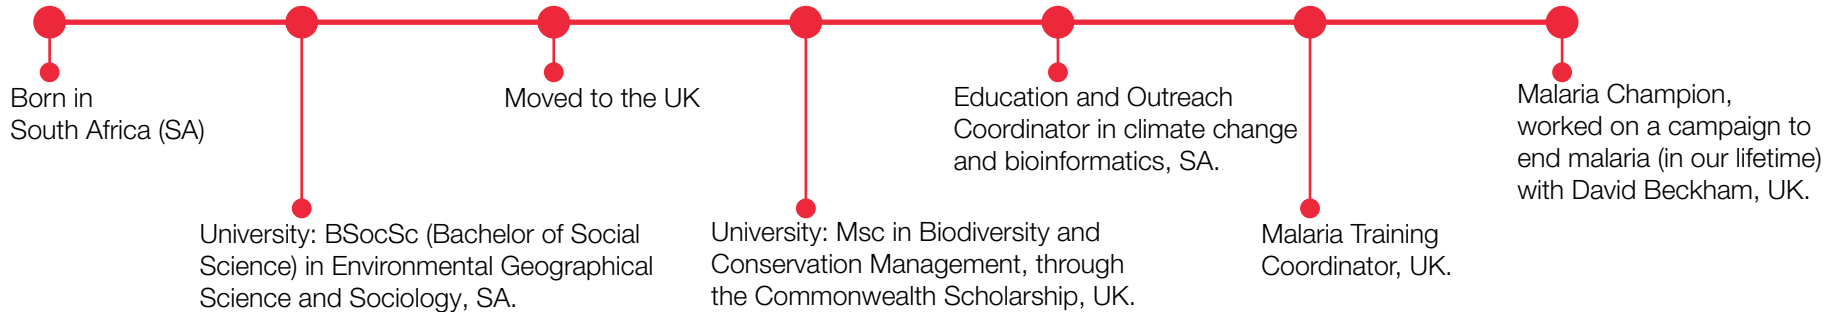 Born in
South Africa (SA)
University: BSocSc (Bachelor of Social
Science) in Environmental Geographical
Science and Sociology, SA.
Moved to the UK
University: Msc in Biodiversity and
Conservation Management, through
the Commonwealth Scholarship, UK.
Education and Outreach
Coordinator in climate change
and bioinformatics, SA.
Malaria Training
Coordinator, UK.
Malaria Champion,
worked on a campaign to
end malaria (in our lifetime)
with David Beckham, UK.